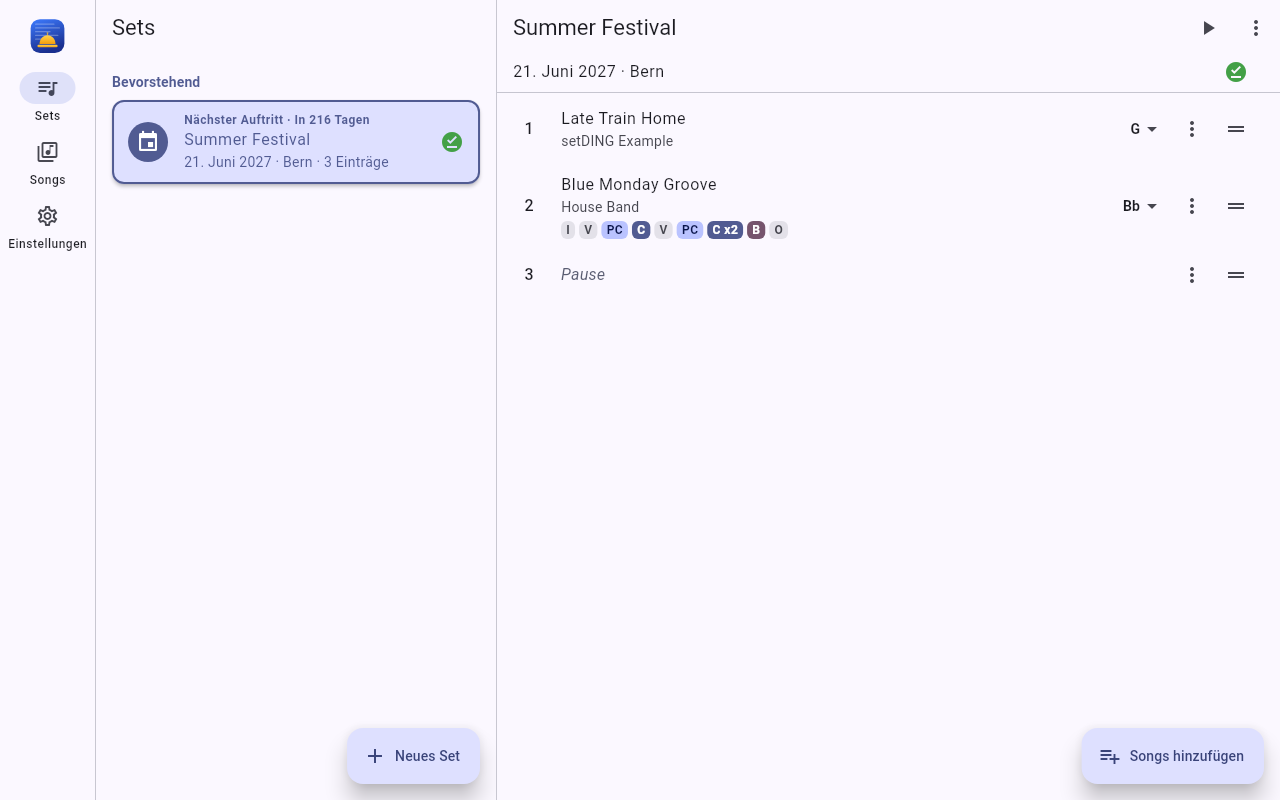 Sets
Songs
Einstellungen
Sets
Bevorstehend
Nächster Auftritt · In 216 Tagen
Summer Festival
21. Juni 2027 · Bern · 3 Einträge
Neues Set
Summer Festival
21. Juni 2027 · Bern
1
Late Train Home
setDING Example
G
2
Blue Monday Groove
House Band
Bb
I V PC C V PC C x2 B O
3
Pause
Songs hinzufügen